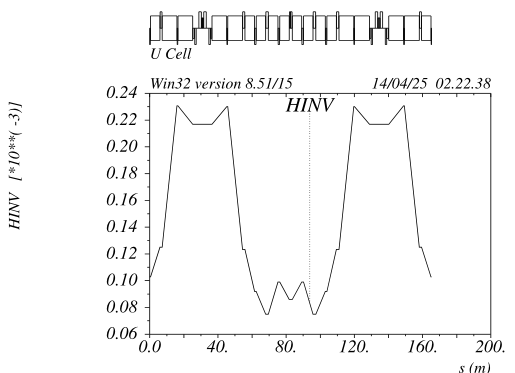 U Cell
Win32 version 8.51/15 14/04/25 02.22.38
HINV
HINV [*10**( -3)]
0.24
0.22
0.20
0.18
0.16
0.14
0.12
0.10
0.08
0.06
0.0 40. 80. 120. 160. 200.
s (m)